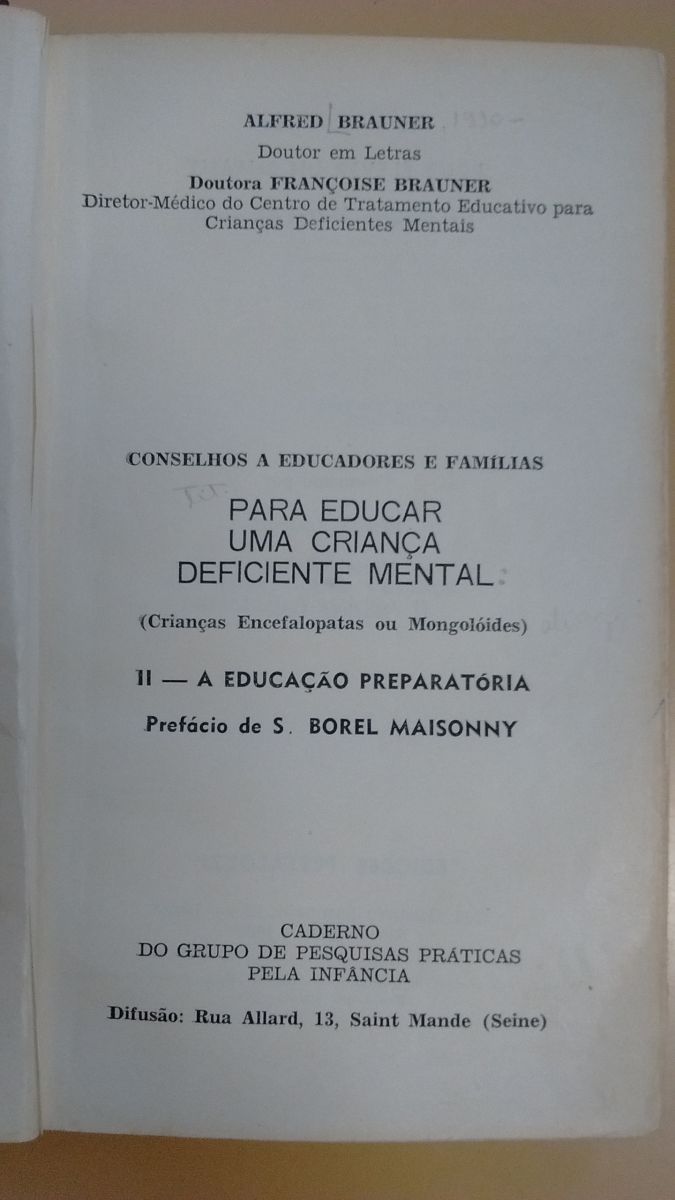 ALFRED BRAUNER
Doutor em Letras
Doutora FRANÇOISE BRAUNER
Diretor-Médico do Centro de Tratamento Educativo para
Crianças Deficientes Mentais
CONSELHOS A EDUCADORES E FAMÍLIAS
PARA EDUCAR
UMA CRIANÇA
DEFICIENTE MENTAL
(Crianças Encefalopatas ou Mongolóides)
II — A EDUCAÇÃO PREPARATÓRIA
Prefácio de S. BOREL MAISONNY
CADERNO
DO GRUPO DE PESQUISAS PRÁTICAS
PELA INFÂNCIA
Difusão: Rua Allard, 13, Saint Mande (Seine)